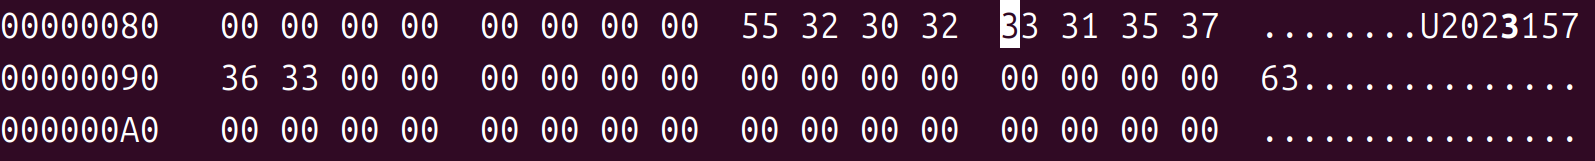 00000080 00 00 00 00 00 00 00 00 55 32 30 32 33 31 35 37 ........U2023157
00000090 36 33 00 00 00 00 00 00 00 00 00 00 00 00 00 00 63..............
000000A0 00 00 00 00 00 00 00 00 00 00 00 00 00 00 00 00 ................